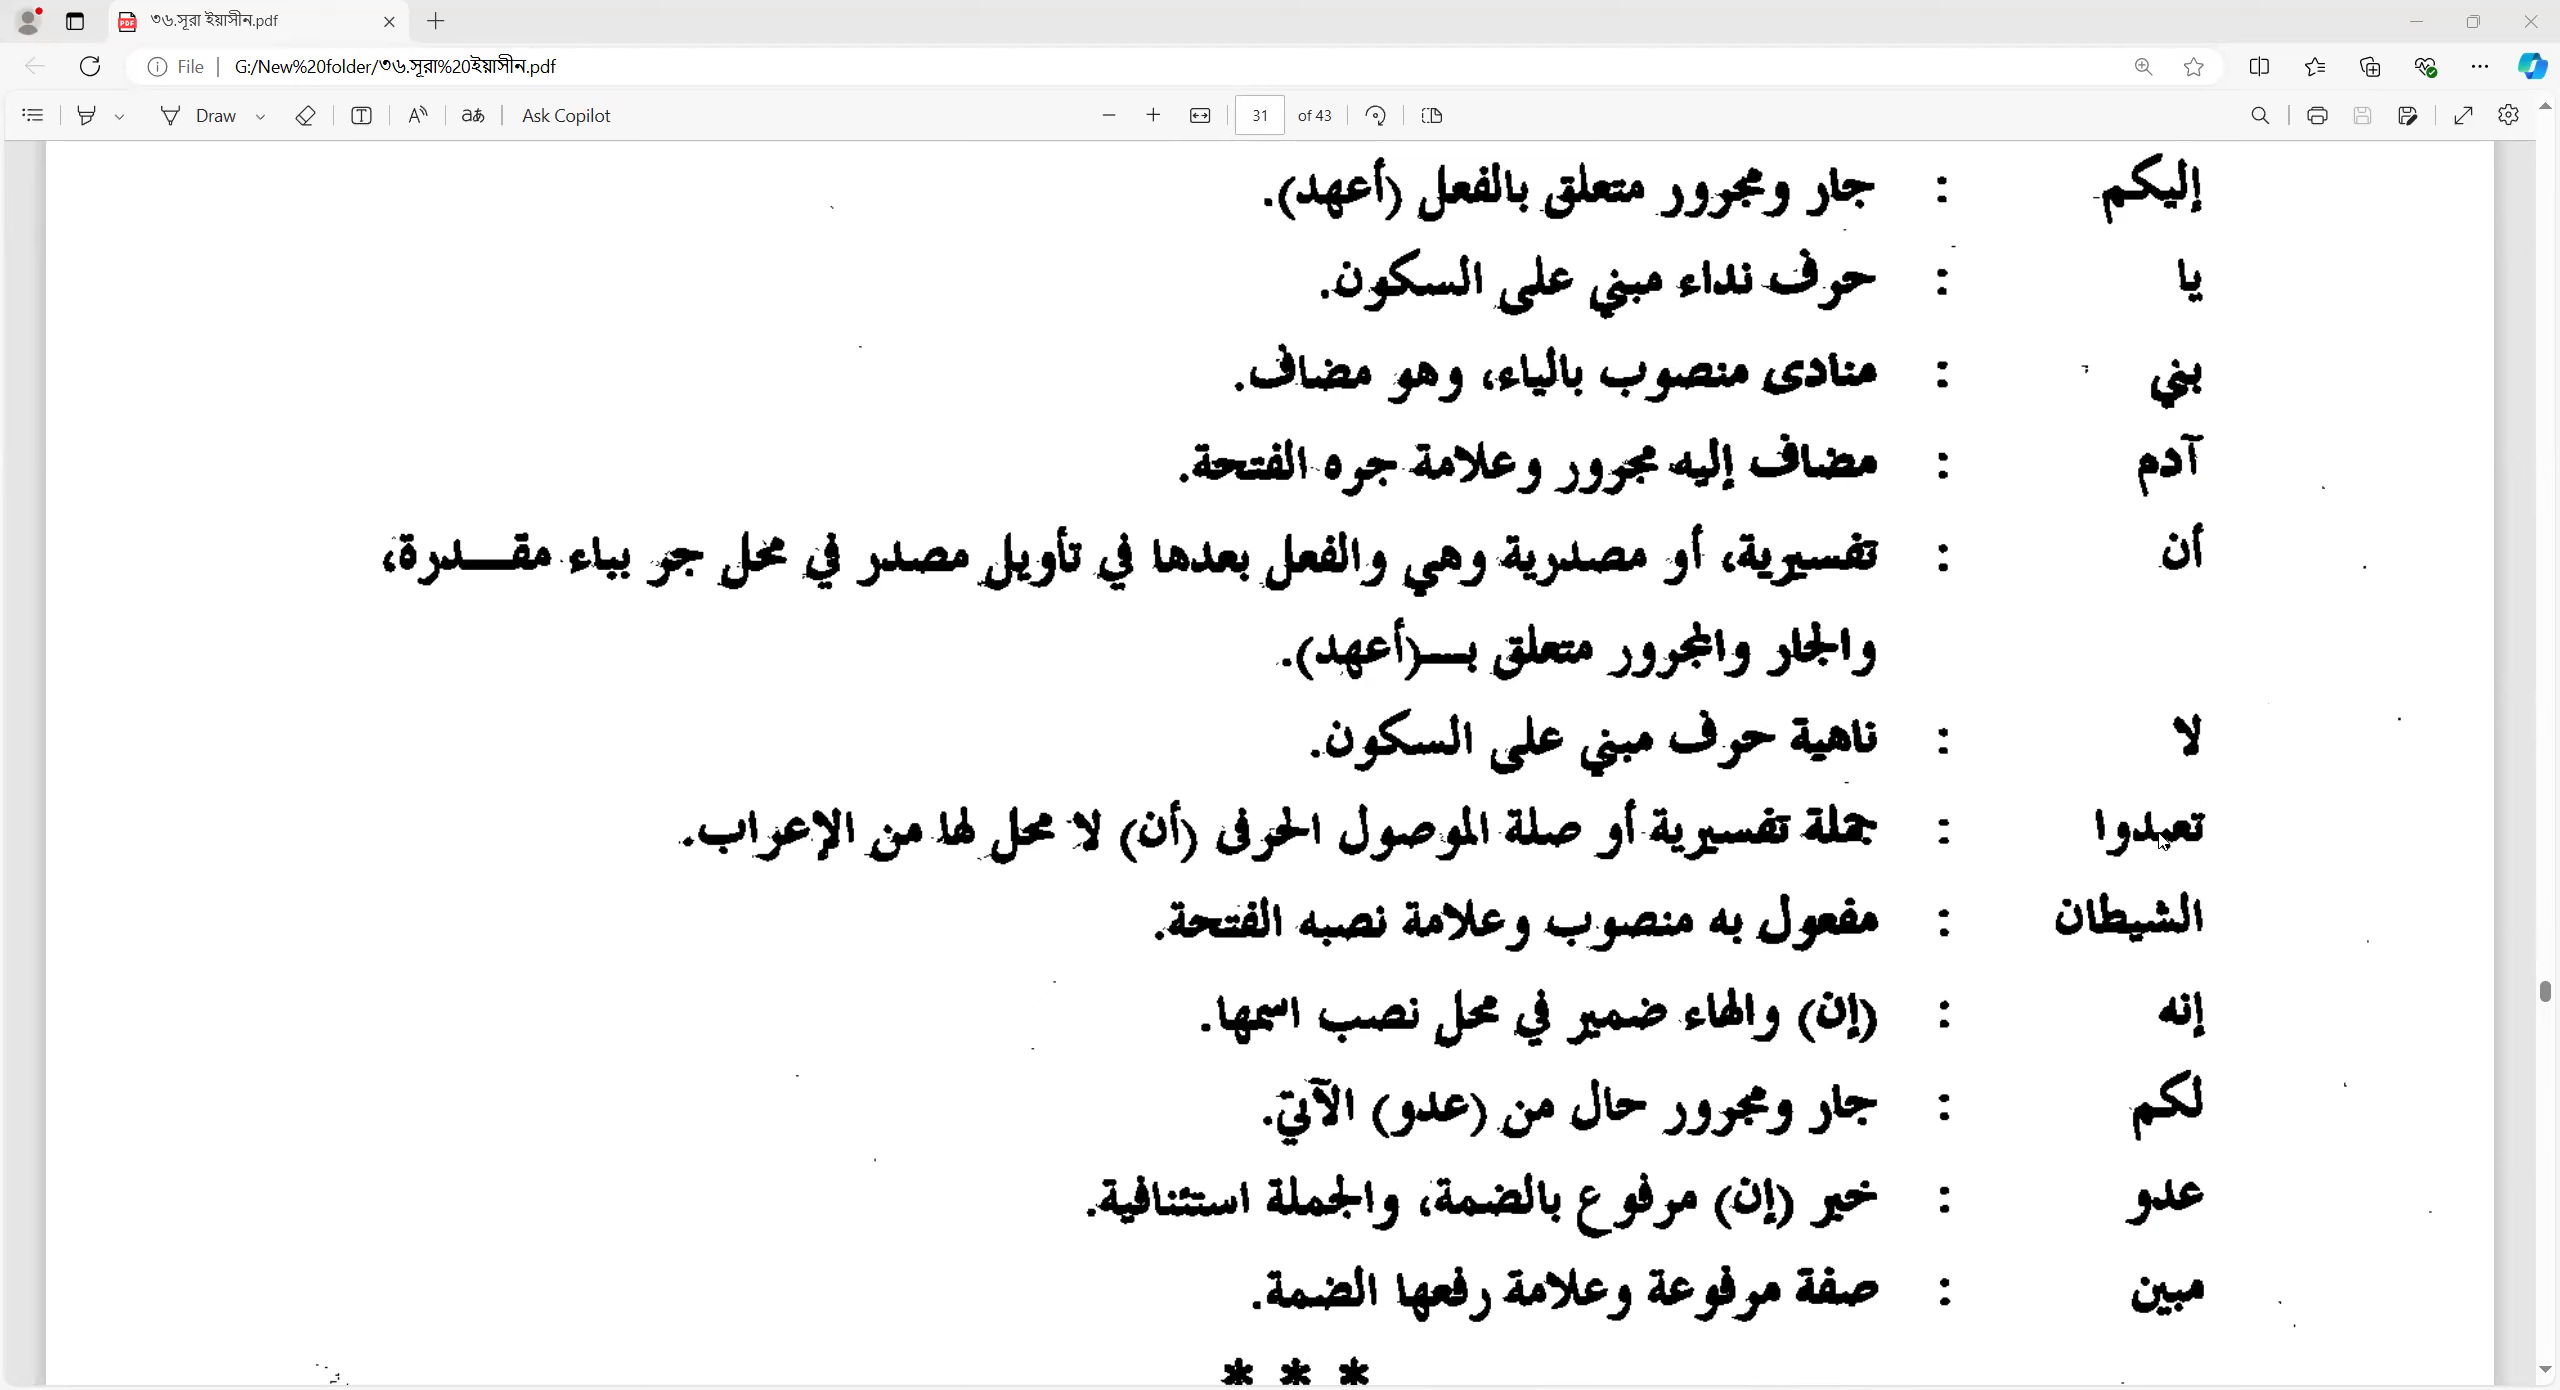 ৩৬.সূরা ইয়াসীন.pdf
File | G:/New%20folder/৩৬.সূরা%20ইয়াসীন.pdf
Draw
Ask Copilot
31 of 43
إليكم : جار ومجرور متعلق بالفعل (أعهد).
يا : حرف نداء مبني على السكون.
بني : منادى منصوب بالياء، وهو مضاف.
آدم : مضاف إليه مجرور وعلامة جره الفتحة.
أن : تفسيرية، أو مصدرية وهي والفعل بعدها في تأويل مصدر في محل جر بباء مقـــدرة،
والجار والمجرور متعلق بـــ(أعهد).
لا : ناهية حرف مبني على السكون.
تعبدوا : جملة تفسيرية أو صلة الموصول الحرفى (أن) لا محل لها من الإعراب.
الشيطان : مفعول به منصوب وعلامة نصبه الفتحة.
إنه : (إن) والهاء ضمير في محل نصب اسمها.
لكم : جار ومجرور حال من (عدو) الآتيّ.
عدو : خبر (إن) مرفوع بالضمة، والجملة استئنافية.
مبين : صفة مرفوعة وعلامة رفعها الضمة.
* * *